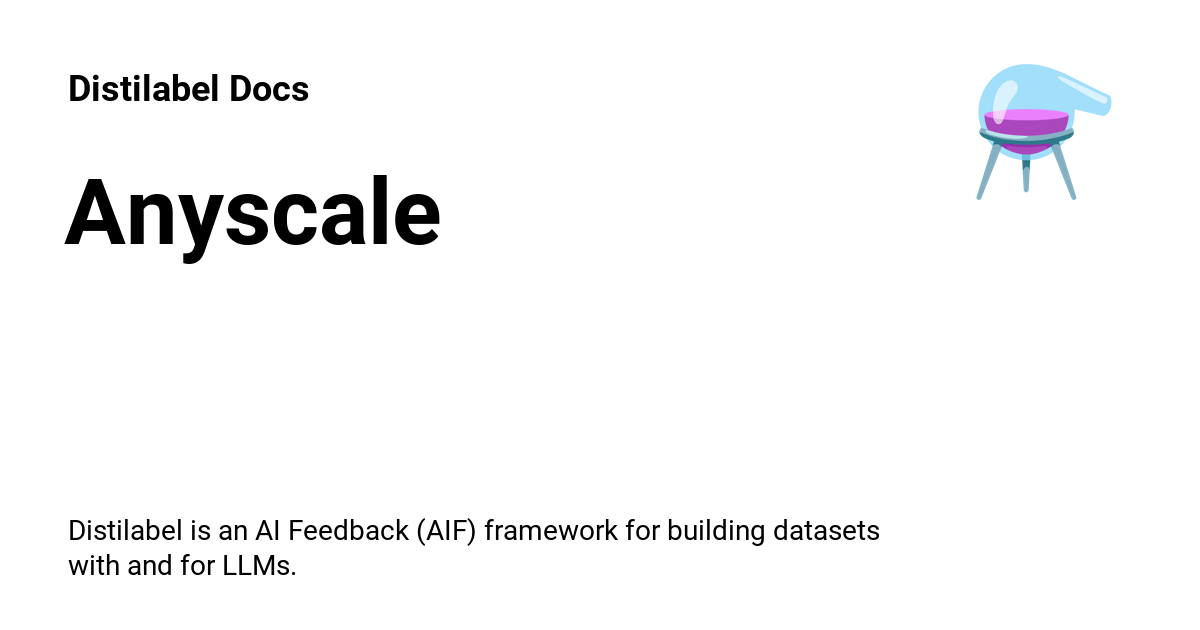 Distilabel Docs
Anyscale
Distilabel is an AI Feedback (AIF) framework for building datasets
with and for LLMs.